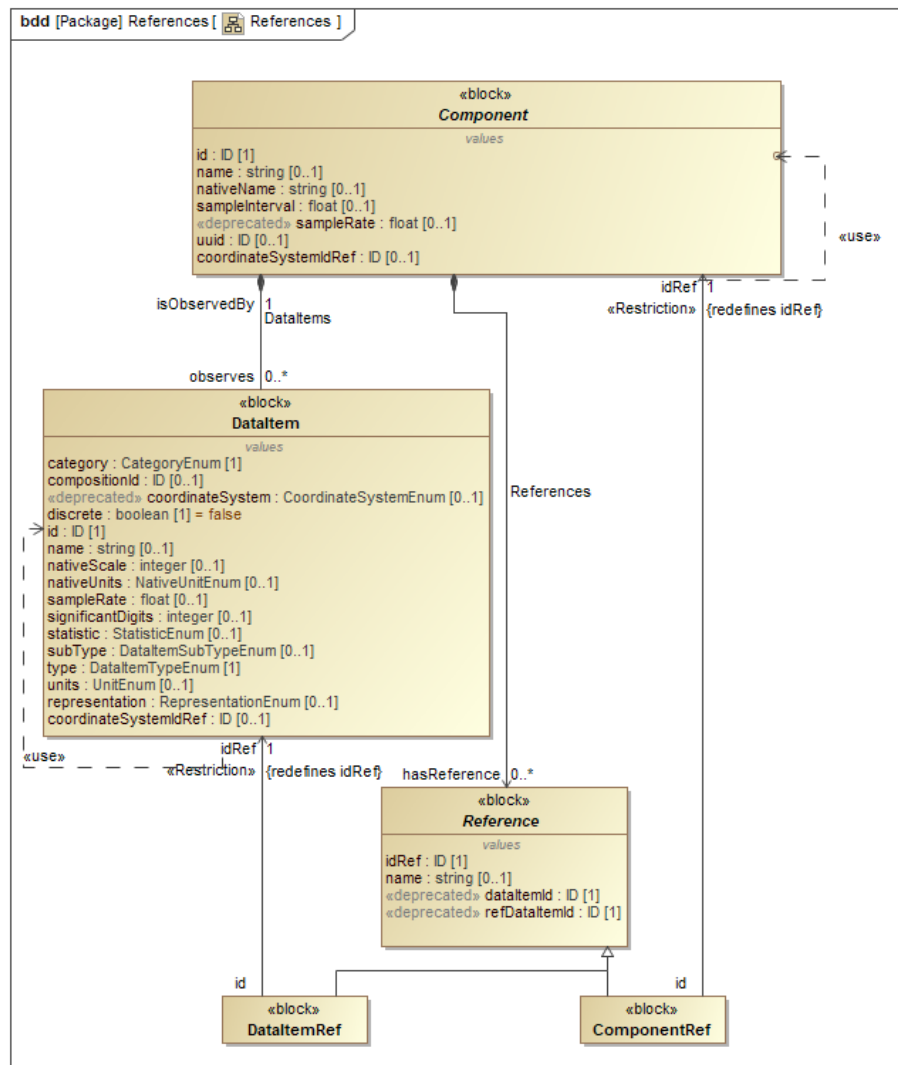 bdd [Package] References [ References ]
«block»
Component
values
id : ID [1]
name : string [0..1]
nativeName : string [0..1]
sampleInterval : float [0..1]
«deprecated» sampleRate : float [0..1]
uuid : ID [0..1]
coordinateSystemIdRef : ID [0..1]
«use»
isObservedBy 1
DataItems
idRef 1
«Restriction» {redefines idRef}
observes 0..*
«block»
DataItem
values
category : CategoryEnum [1]
compositionId : ID [0..1]
«deprecated» coordinateSystem : CoordinateSystemEnum [0..1]
discrete : boolean [1] = false
id : ID [1]
name : string [0..1]
nativeScale : integer [0..1]
nativeUnits : NativeUnitEnum [0..1]
sampleRate : float [0..1]
significantDigits : integer [0..1]
statistic : StatisticEnum [0..1]
subType : DataItemSubTypeEnum [0..1]
type : DataItemTypeEnum [1]
units : UnitEnum [0..1]
representation : RepresentationEnum [0..1]
coordinateSystemIdRef : ID [0..1]
References
idRef 1
«use»
«Restriction» {redefines idRef}
hasReference 0..*
«block»
Reference
values
idRef : ID [1]
name : string [0..1]
«deprecated» dataItemId : ID [1]
«deprecated» refDataItemId : ID [1]
id
id
«block»
DataItemRef
«block»
ComponentRef